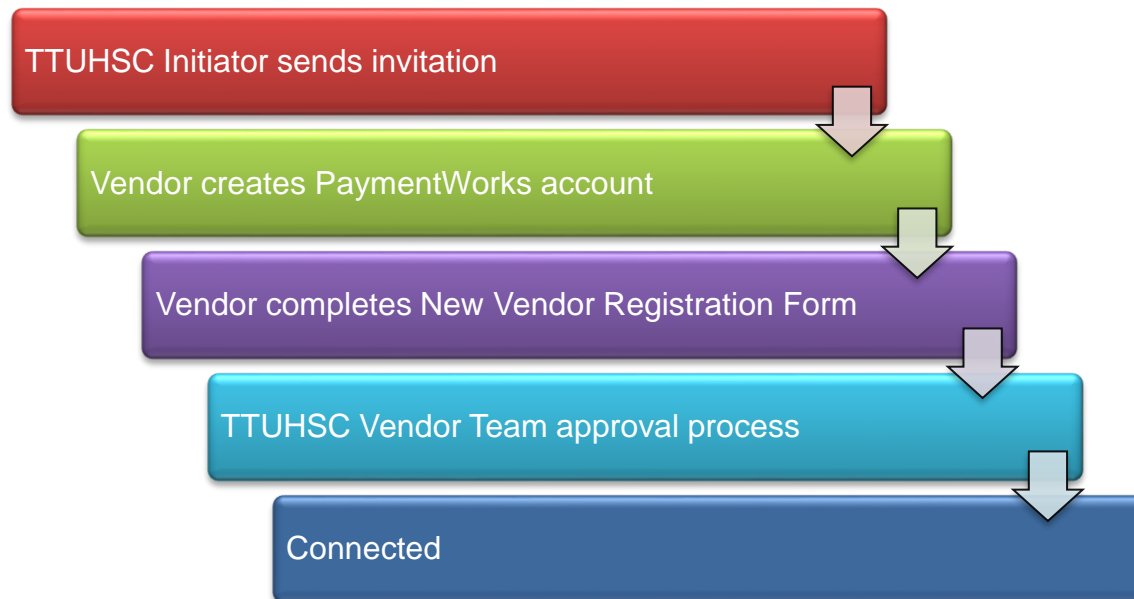 TTUHSC Initiator sends invitation
Vendor creates PaymentWorks account
Vendor completes New Vendor Registration Form
TTUHSC Vendor Team approval process
Connected